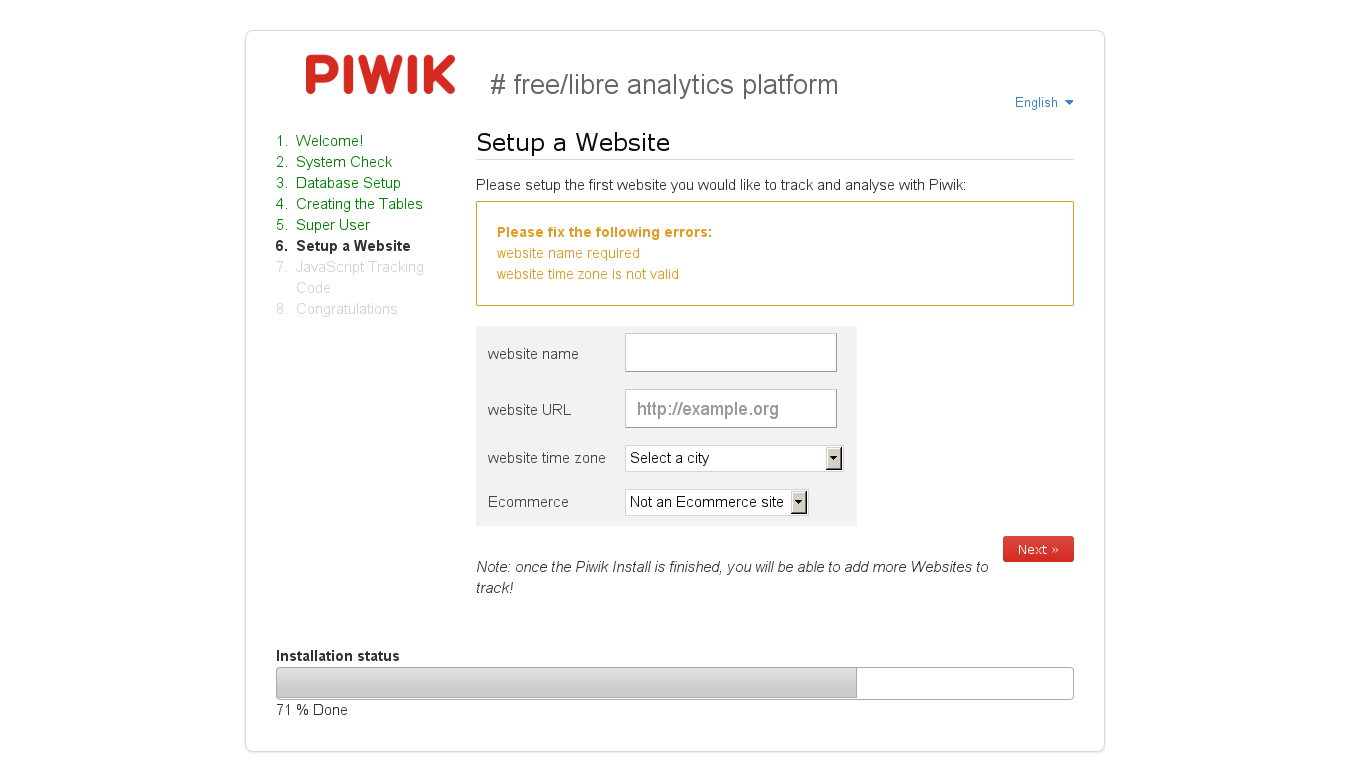 PIWIK
# free/libre analytics platform
English
1. Welcome!
2. System Check
3. Database Setup
4. Creating the Tables
5. Super User
6. Setup a Website
7. JavaScript Tracking
Code
8. Congratulations
Setup a Website
Please setup the first website you would like to track and analyse with Piwik:
Please fix the following errors:
website name required
website time zone is not valid
website name
website URL http://example.org
website time zone Select a city
Ecommerce Not an Ecommerce site
Next »
Note: once the Piwik Install is finished, you will be able to add more Websites to
track!
Installation status
71 % Done